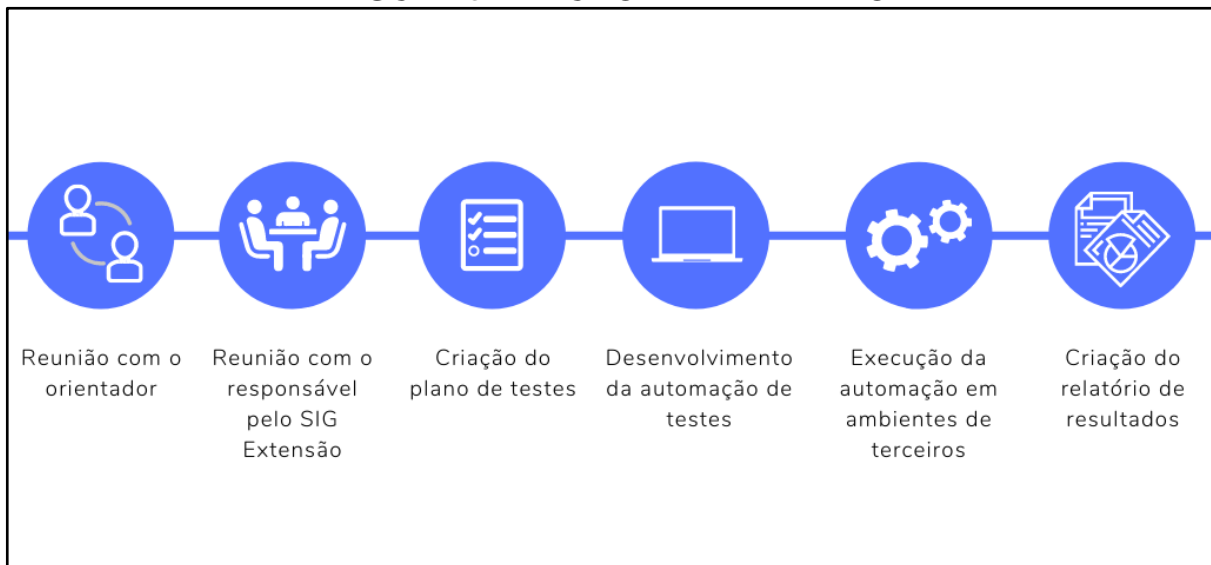 Reunião com o
orientador
Reunião com o
responsável
pelo SIG
Extensão
Criação do
plano de testes
Desenvolvimento
da automação de
testes
Execução da
automação em
ambientes de
terceiros
Criação do
relatório de
resultados